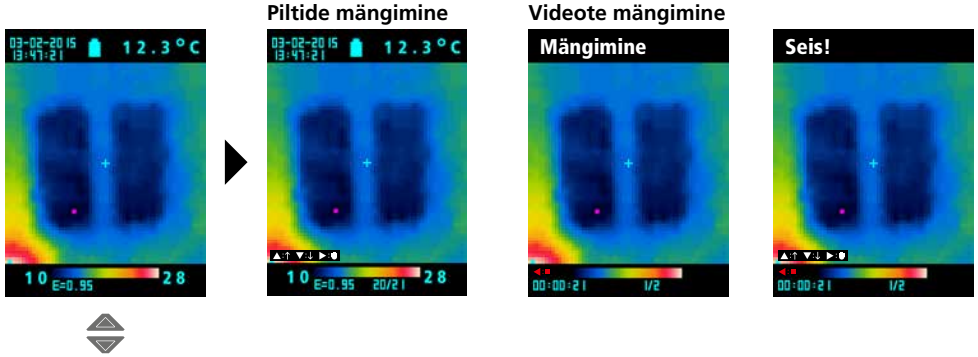 Piltide mängimine
Videote mängimine
03-02-2015
13:47:21
12.3°C
10
E=0.95
28
03-02-2015
13:47:21
12.3°C
▲:↑ ▼:↓ ▶:
10
E=0.95
20/21
28
Mängimine
00:00:21
1/2
Seis!
▲:↑ ▼:↓ ▶:
00:00:21
1/2